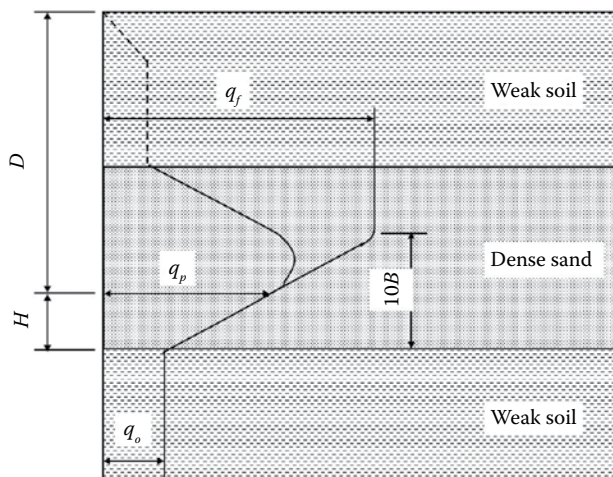 Weak soil
q_f
D
q_p
Dense sand
10B
H
Weak soil
q_o